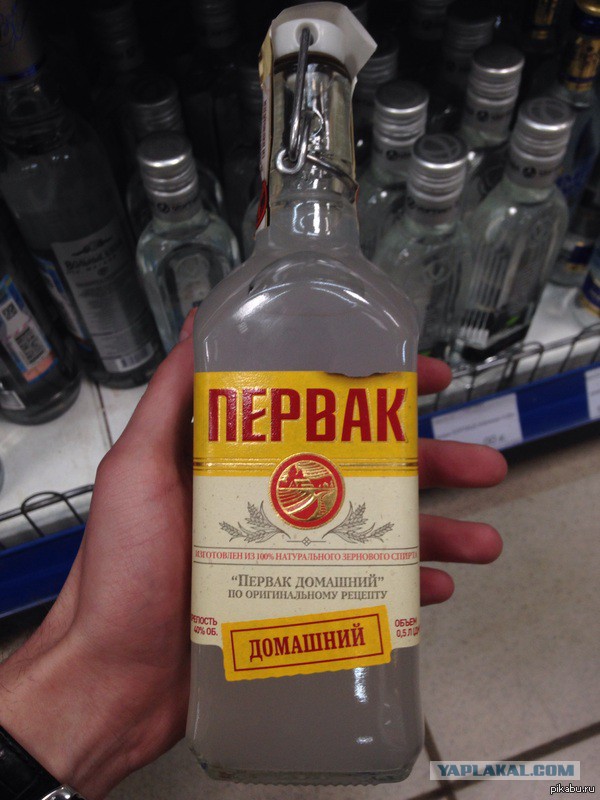 ПЕРВАК
ИЗГОТОВЛЕН ИЗ 100% НАТУРАЛЬНОГО ЗЕРНОВОГО СПИРТА
"ПЕРВАК ДОМАШНИЙ"
ПО ОРИГИНАЛЬНОМУ РЕЦЕПТУ
КРЕПОСТЬ
40% ОБ.
ОБЪЕМ
0,5 Л
ДОМАШНИЙ
YAPLAKAL.COM
pikabu.ru